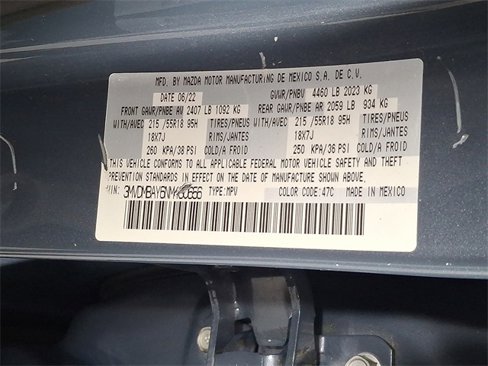 MFD. BY MAZDA MOTOR MANUFACTURING DE MEXICO S.A. DE C.V.
DATE 06/22 GVWR/PNBV 4460 LB 2023 KG
FRONT GAWR/PNBE AV 2407 LB 1092 KG REAR GAWR/PNBE AR 2059 LB 934 KG
WITH/AVEC 215 /55R18 95H TIRES/PNEUS WITH/AVEC 215 /55R18 95H TIRES/PNEUS
18X7J RIMS/JANTES 18X7J RIMS/JANTES
260 KPA/38 PSI COLD/A FROID 250 KPA/36 PSI COLD/A FROID
THIS VEHICLE CONFORMS TO ALL APPLICABLE FEDERAL MOTOR VEHICLE SAFETY AND THEFT
PREVENTION STANDARDS IN EFFECT ON THE DATE OF MANUFACTURE SHOWN ABOVE.
TYPE: MPV COLOR CODE: 47C MADE IN MEXICO